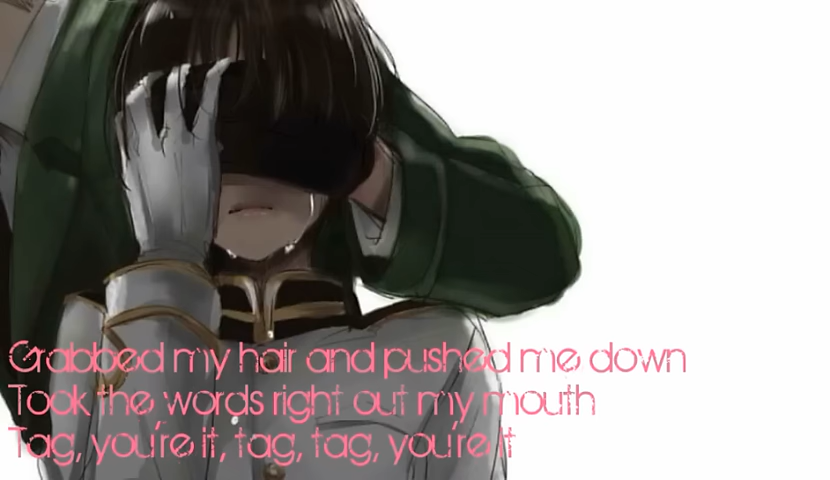 Grabbed my hair and pushed me down
Took the words right out my mouth
Tag, you're it, tag, tag, you're it